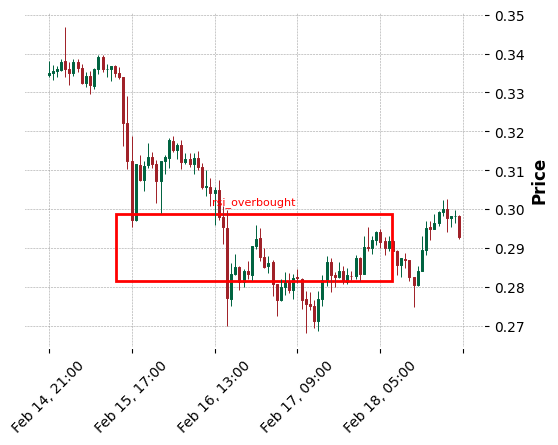 0.35
0.34
0.33
0.32
0.31
0.30
0.29
0.28
0.27
Price
rsi_overbought
Feb 14, 21:00
Feb 15, 17:00
Feb 16, 13:00
Feb 17, 09:00
Feb 18, 05:00